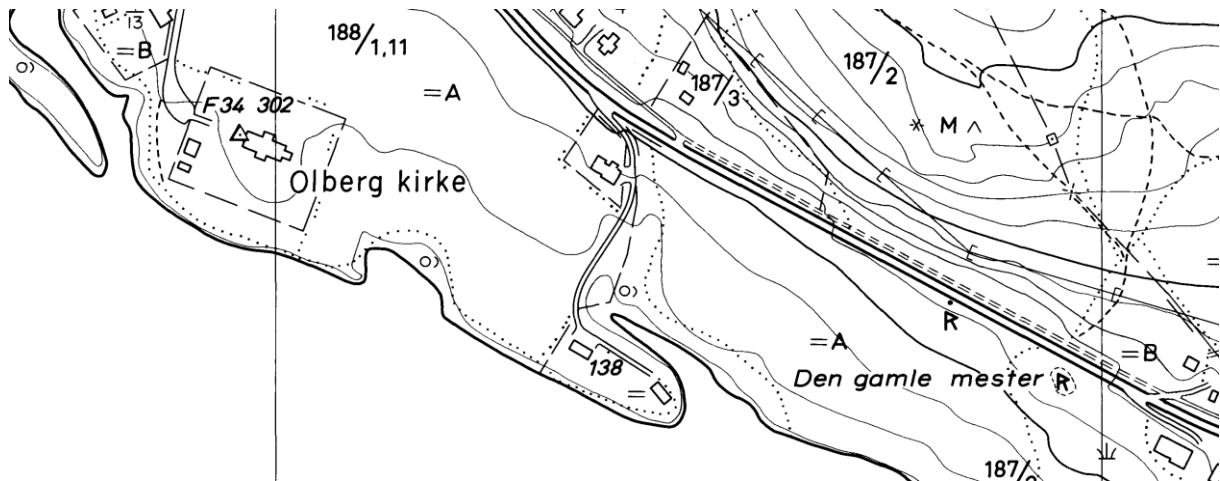 13
B
188/1,11
A
187/3
187/2
F34 302
M
Olberg kirke
R
A
B
138
Den gamle mester R
187/